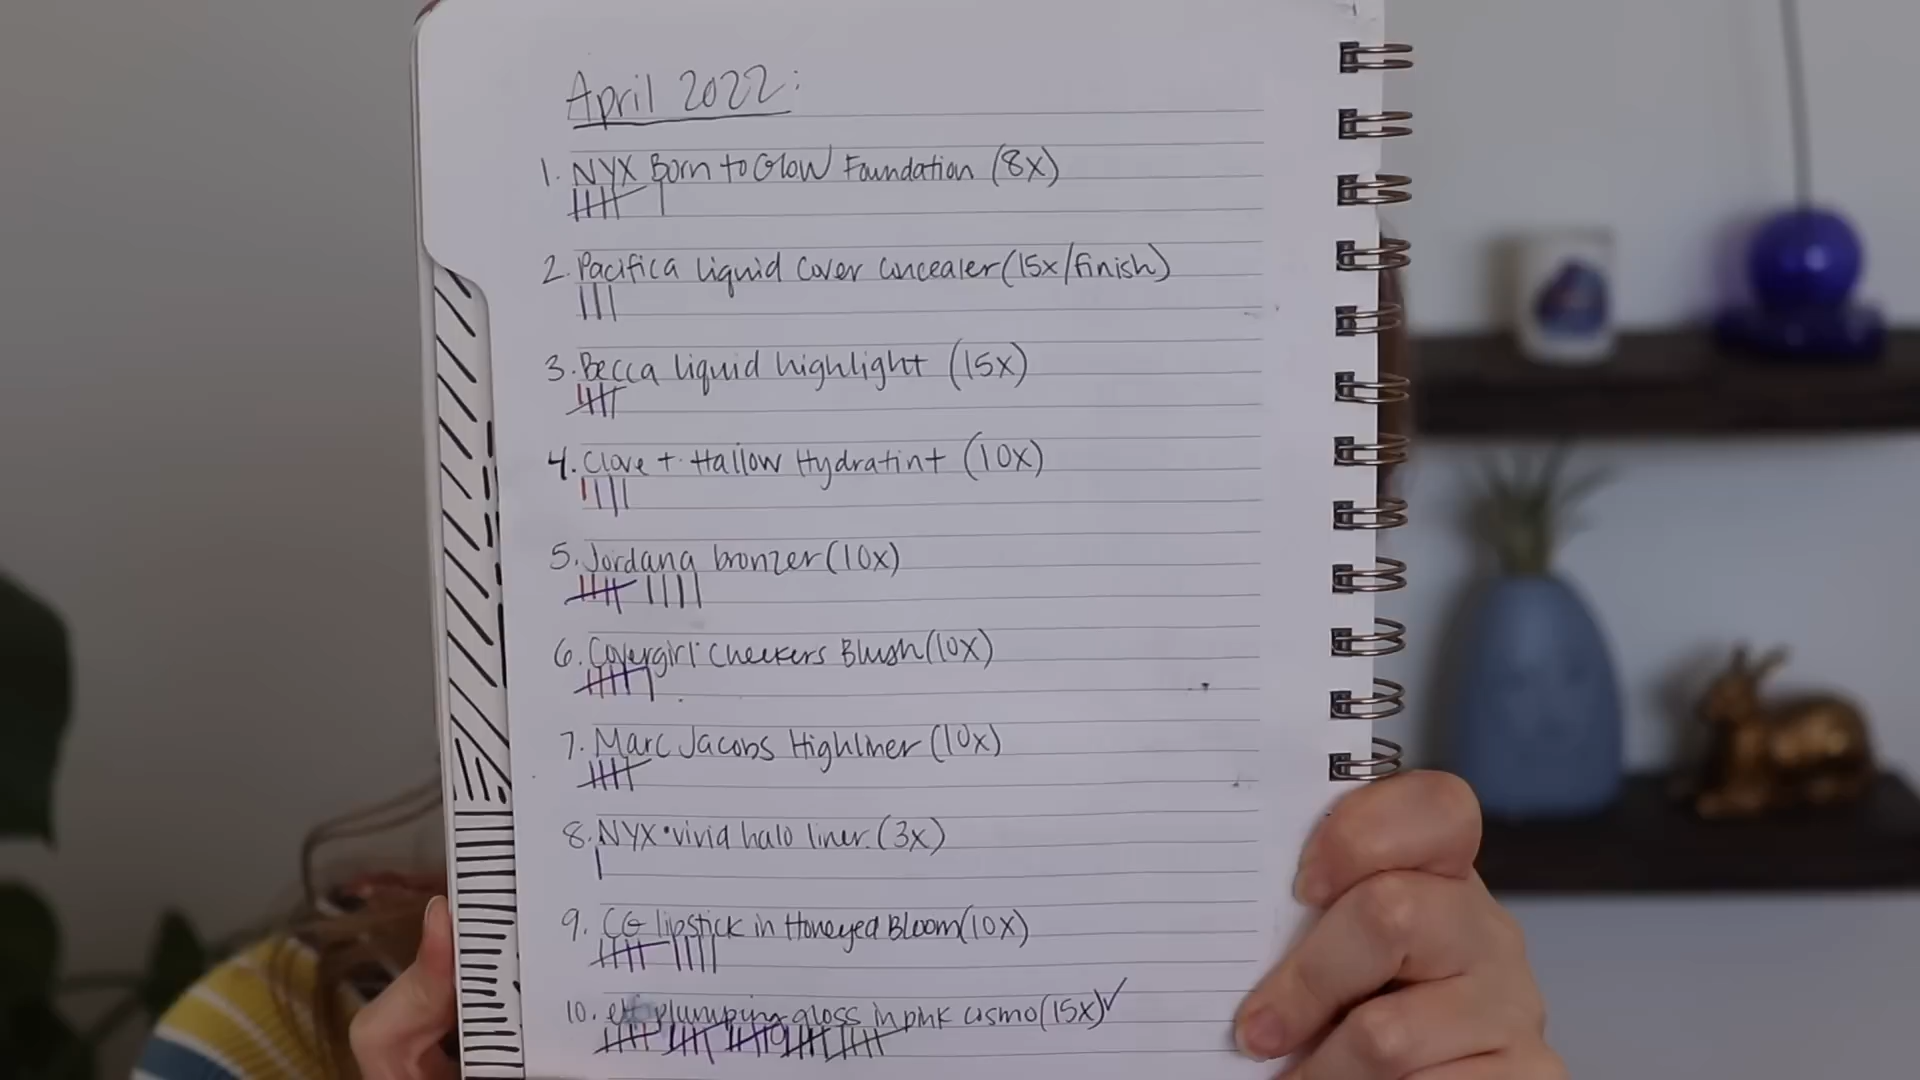 April 2022:
1. NYX Born to Glow Foundation (8x)
2. Pacifica liquid cover concealer (15x/finish)
3. Becca liquid highlight (15x)
4. Clove + Hallow Hydratint (10x)
5. Jordana bronzer (10x)
6. Covergirl Cheekers Blush (10x)
7. Marc Jacobs Highliner (10x)
8. NYX • vivid halo liner. (3x)
9. CG lipstick in Honeyed Bloom (10x)
10. elf plumping gloss in pink cosmo (15x) ✓